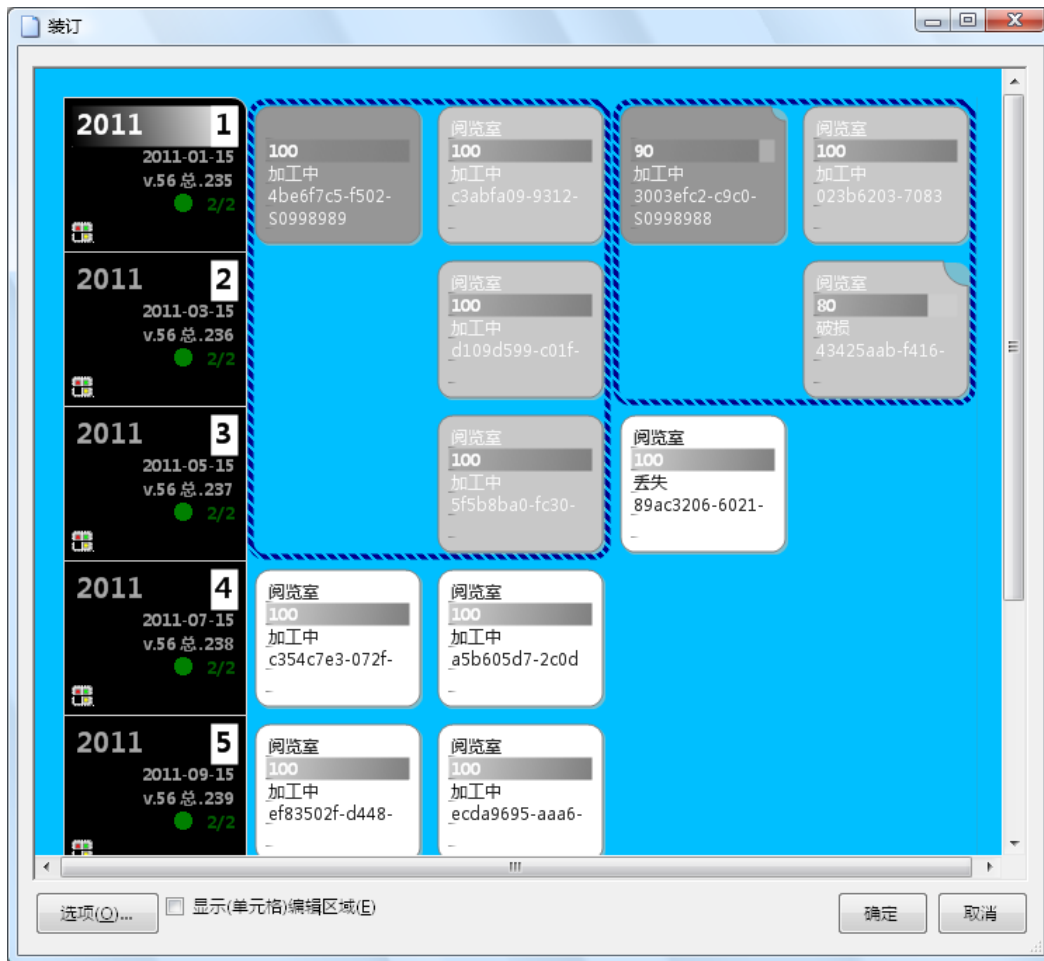 装订
2011 1
2011-01-15
v.56 总.235
2/2
100
加工中
4be6f7c5-f502-
S0998989
阅览室
100
加工中
c3abfa09-9312-
90
加工中
3003efc2-c9c0-
S0998988
阅览室
100
加工中
023b6203-7083
2011 2
2011-03-15
v.56 总.236
2/2
阅览室
100
加工中
d109d599-c01f-
阅览室
80
破损
43425aab-f416-
2011 3
2011-05-15
v.56 总.237
2/2
阅览室
100
加工中
5f5b8ba0-fc30-
阅览室
100
丢失
89ac3206-6021-
2011 4
2011-07-15
v.56 总.238
2/2
阅览室
100
加工中
c354c7e3-072f-
阅览室
100
加工中
a5b605d7-2c0d
2011 5
2011-09-15
v.56 总.239
2/2
阅览室
100
加工中
ef83502f-d448-
阅览室
100
加工中
ecda9695-aaa6-
选项(O)...
显示(单元格)编辑区域(E)
确定
取消